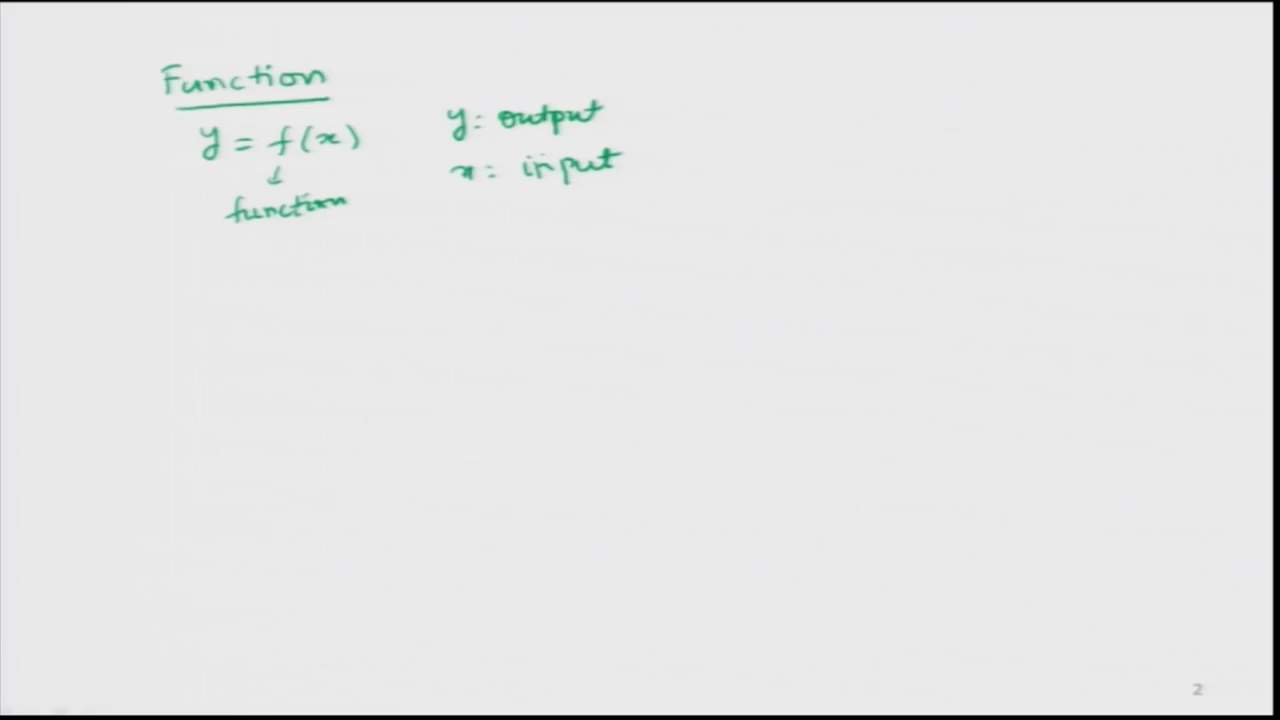 Function
y = f(x)
↓
function
y: output
x: input
2